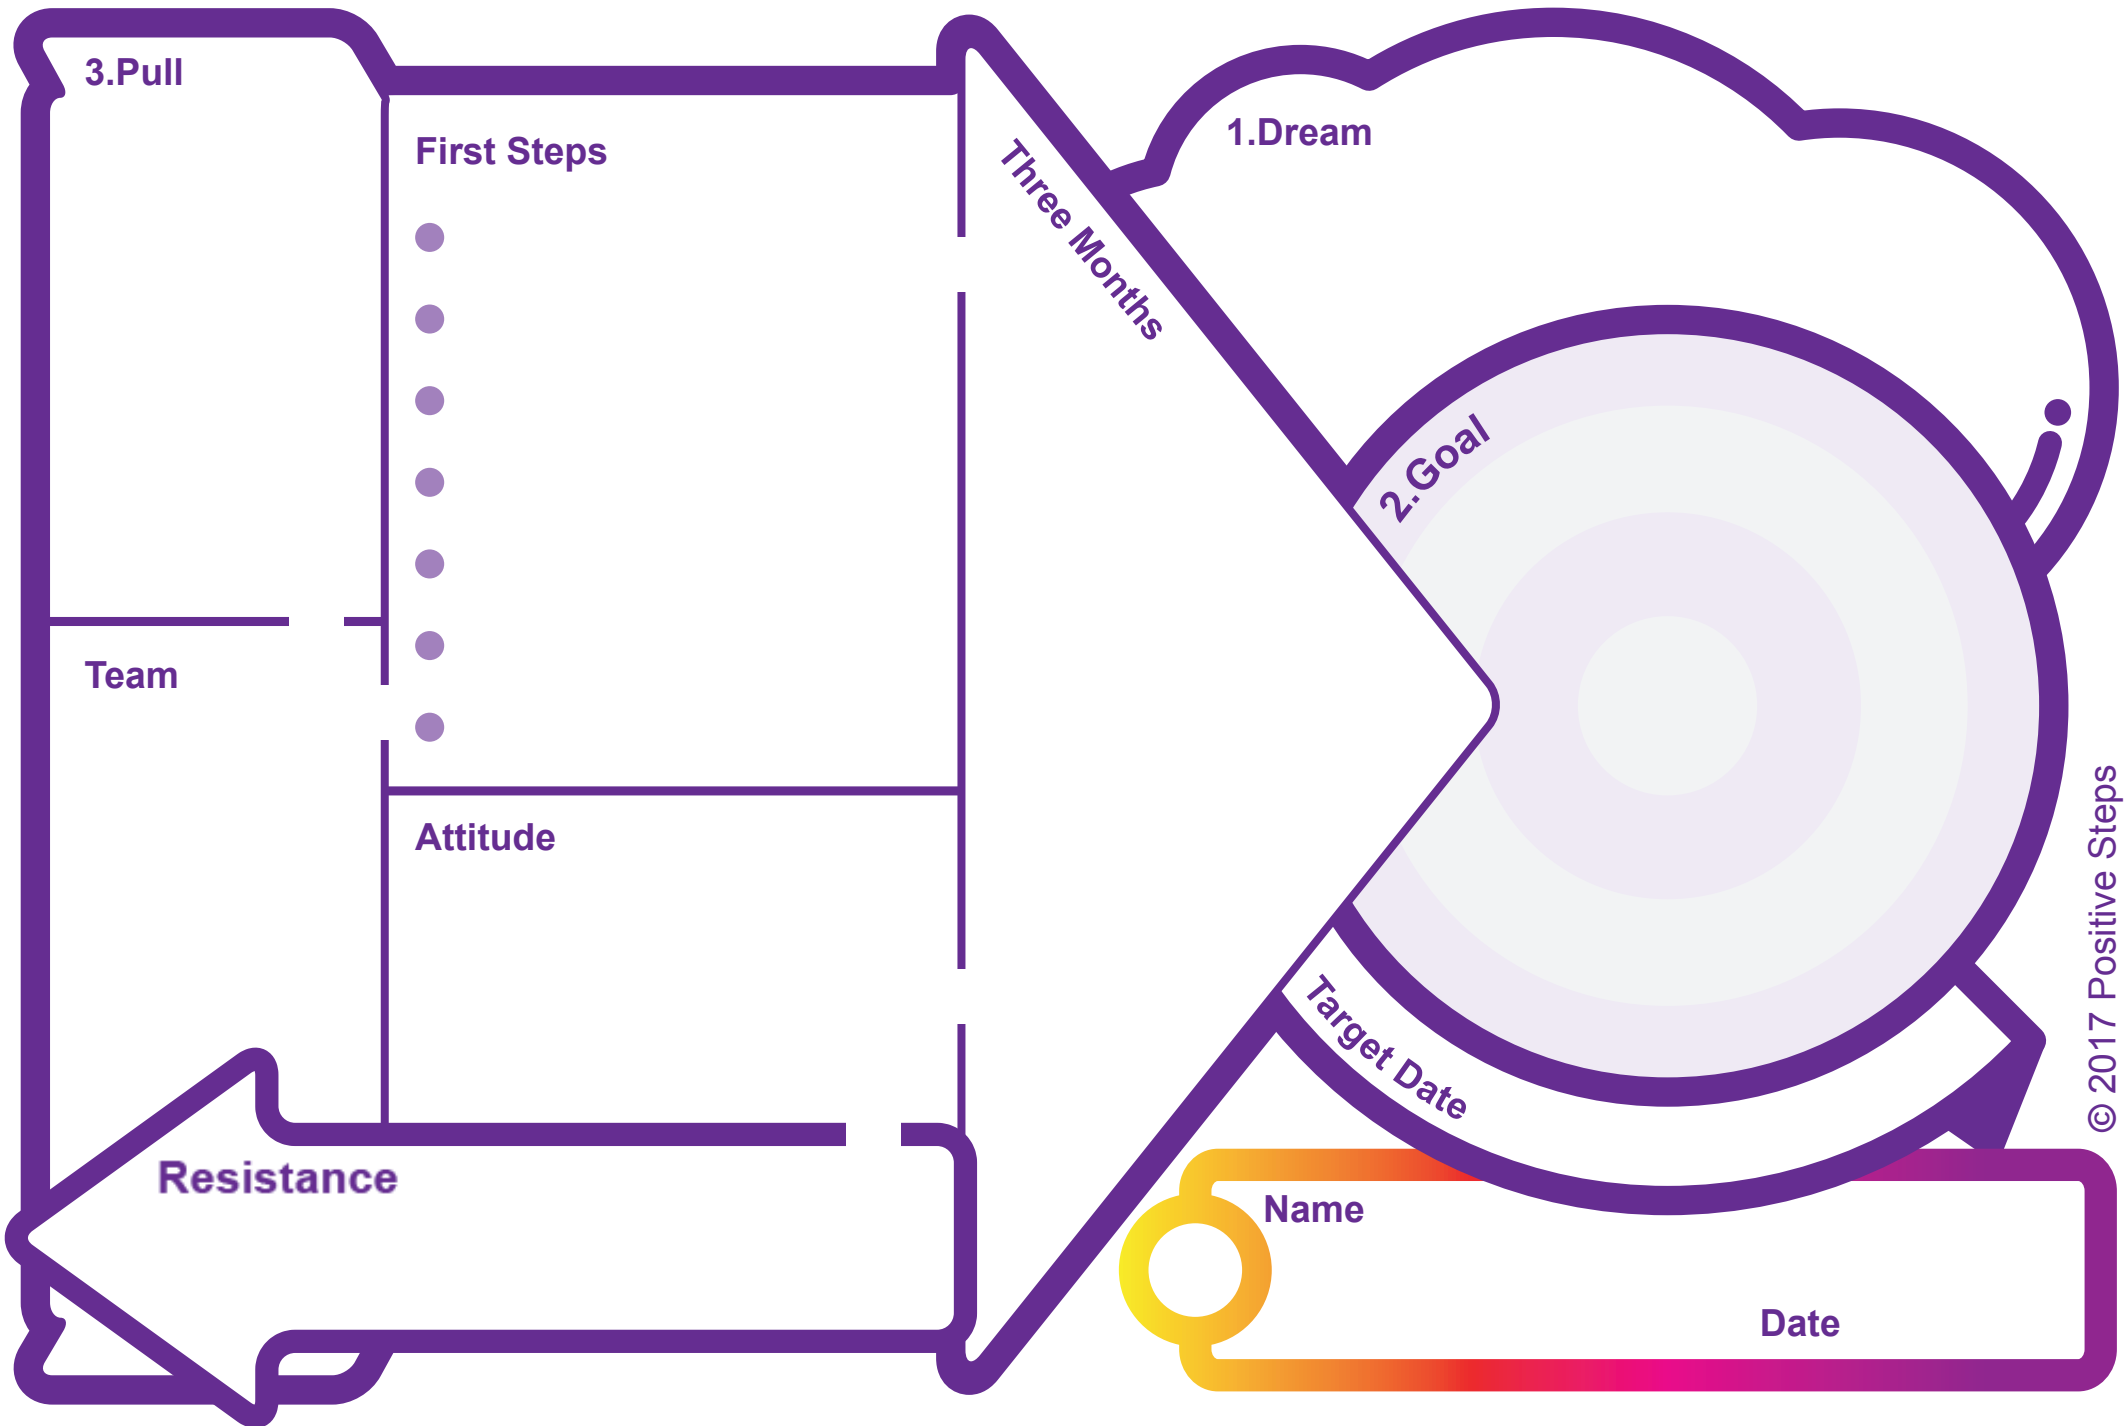 3.Pull
First Steps
Three Months
1.Dream
2.Goal
Team
Attitude
Resistance
Target Date
Name
Date
© 2017 Positive Steps